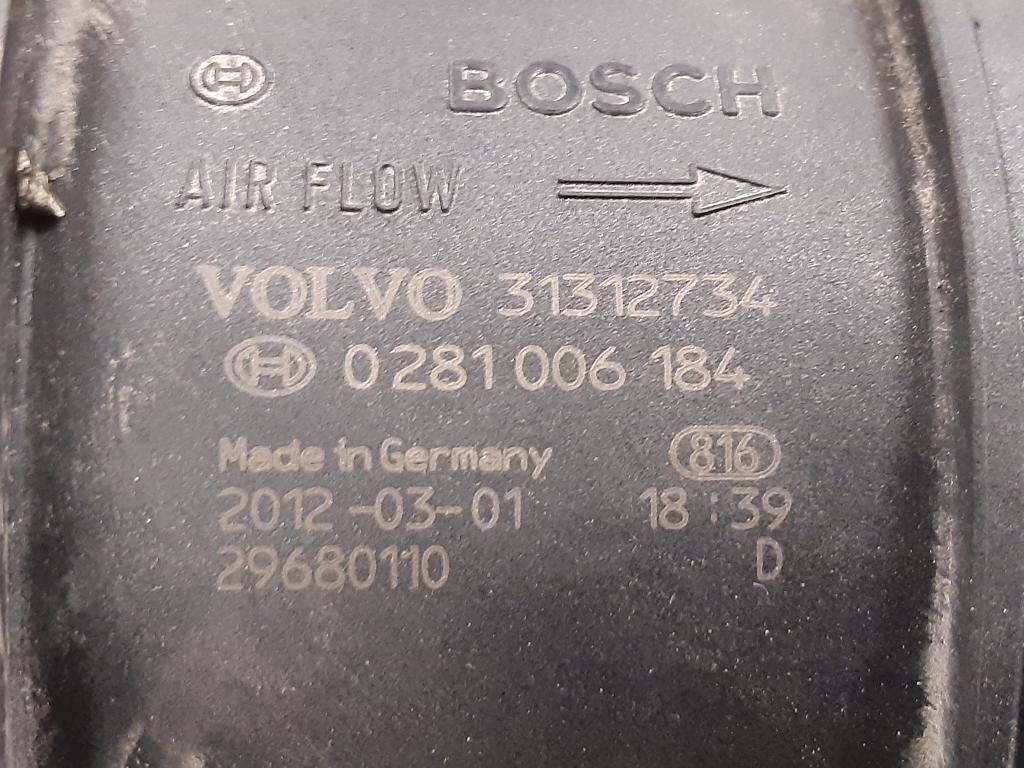 BOSCH
AIR FLOW
VOLVO 31312734
0 281 006 184
Made in Germany 816
2012-03-01 18:39
29680110 D